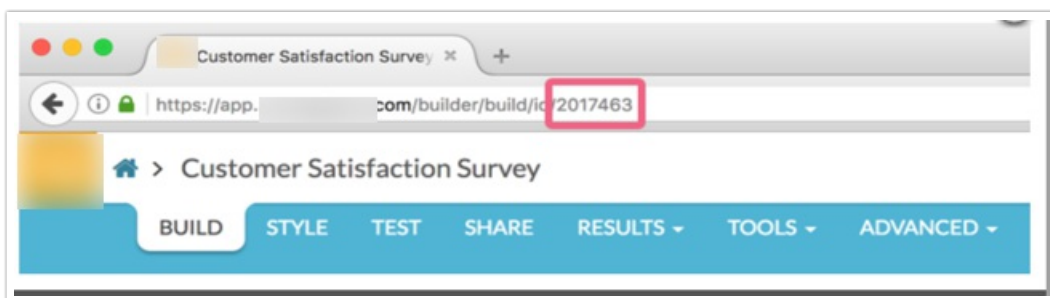 Customer Satisfaction Survey
https://app. com/builder/build/id/2017463
> Customer Satisfaction Survey
BUILD STYLE TEST SHARE RESULTS TOOLS ADVANCED